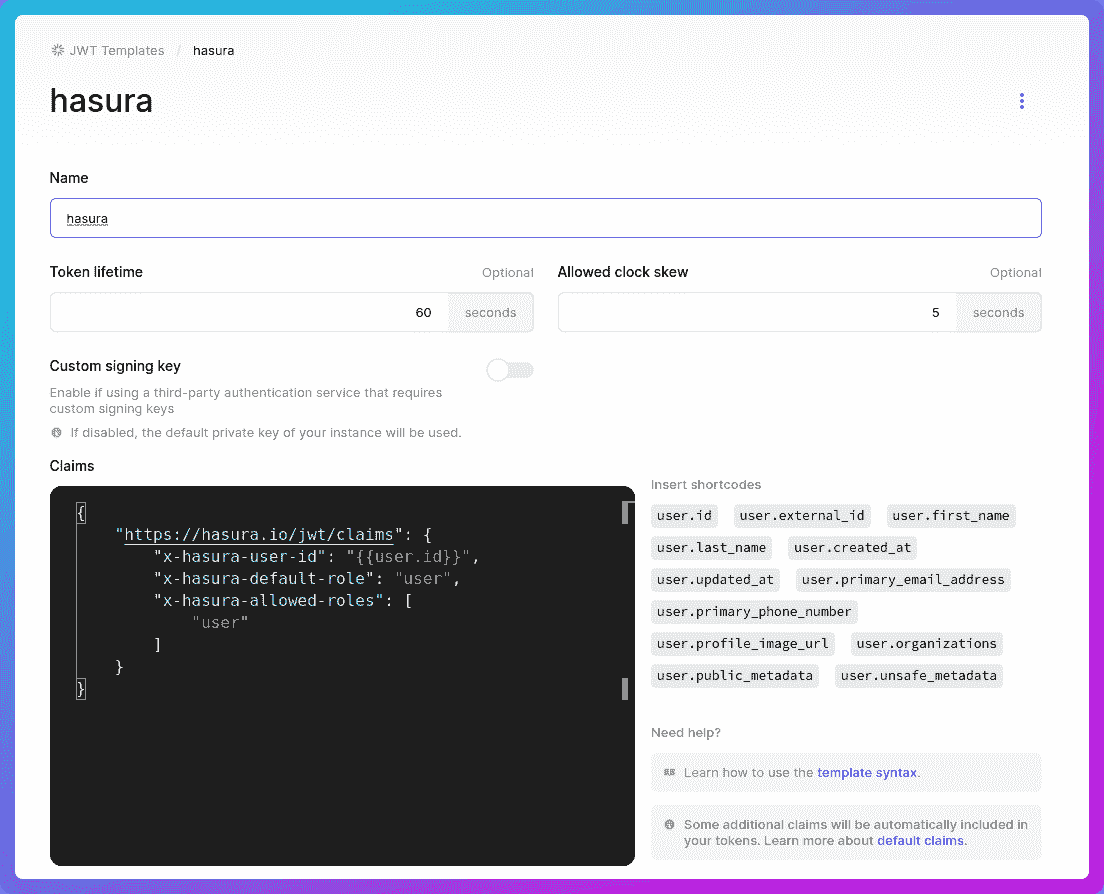 JWT Templates / hasura
hasura
Name
hasura
Token lifetime Optional Allowed clock skew Optional
60 seconds 5 seconds
Custom signing key
Enable if using a third-party authentication service that requires
custom signing keys
If disabled, the default private key of your instance will be used.
Claims
{
    "https://hasura.io/jwt/claims": {
        "x-hasura-user-id": "{{user.id}}",
        "x-hasura-default-role": "user",
        "x-hasura-allowed-roles": [
            "user"
        ]
    }
}
Insert shortcodes
user.id user.external_id user.first_name
user.last_name user.created_at
user.updated_at user.primary_email_address
user.primary_phone_number
user.profile_image_url user.organizations
user.public_metadata user.unsafe_metadata
Need help?
Learn how to use the template syntax.
Some additional claims will be automatically included in
your tokens. Learn more about default claims.